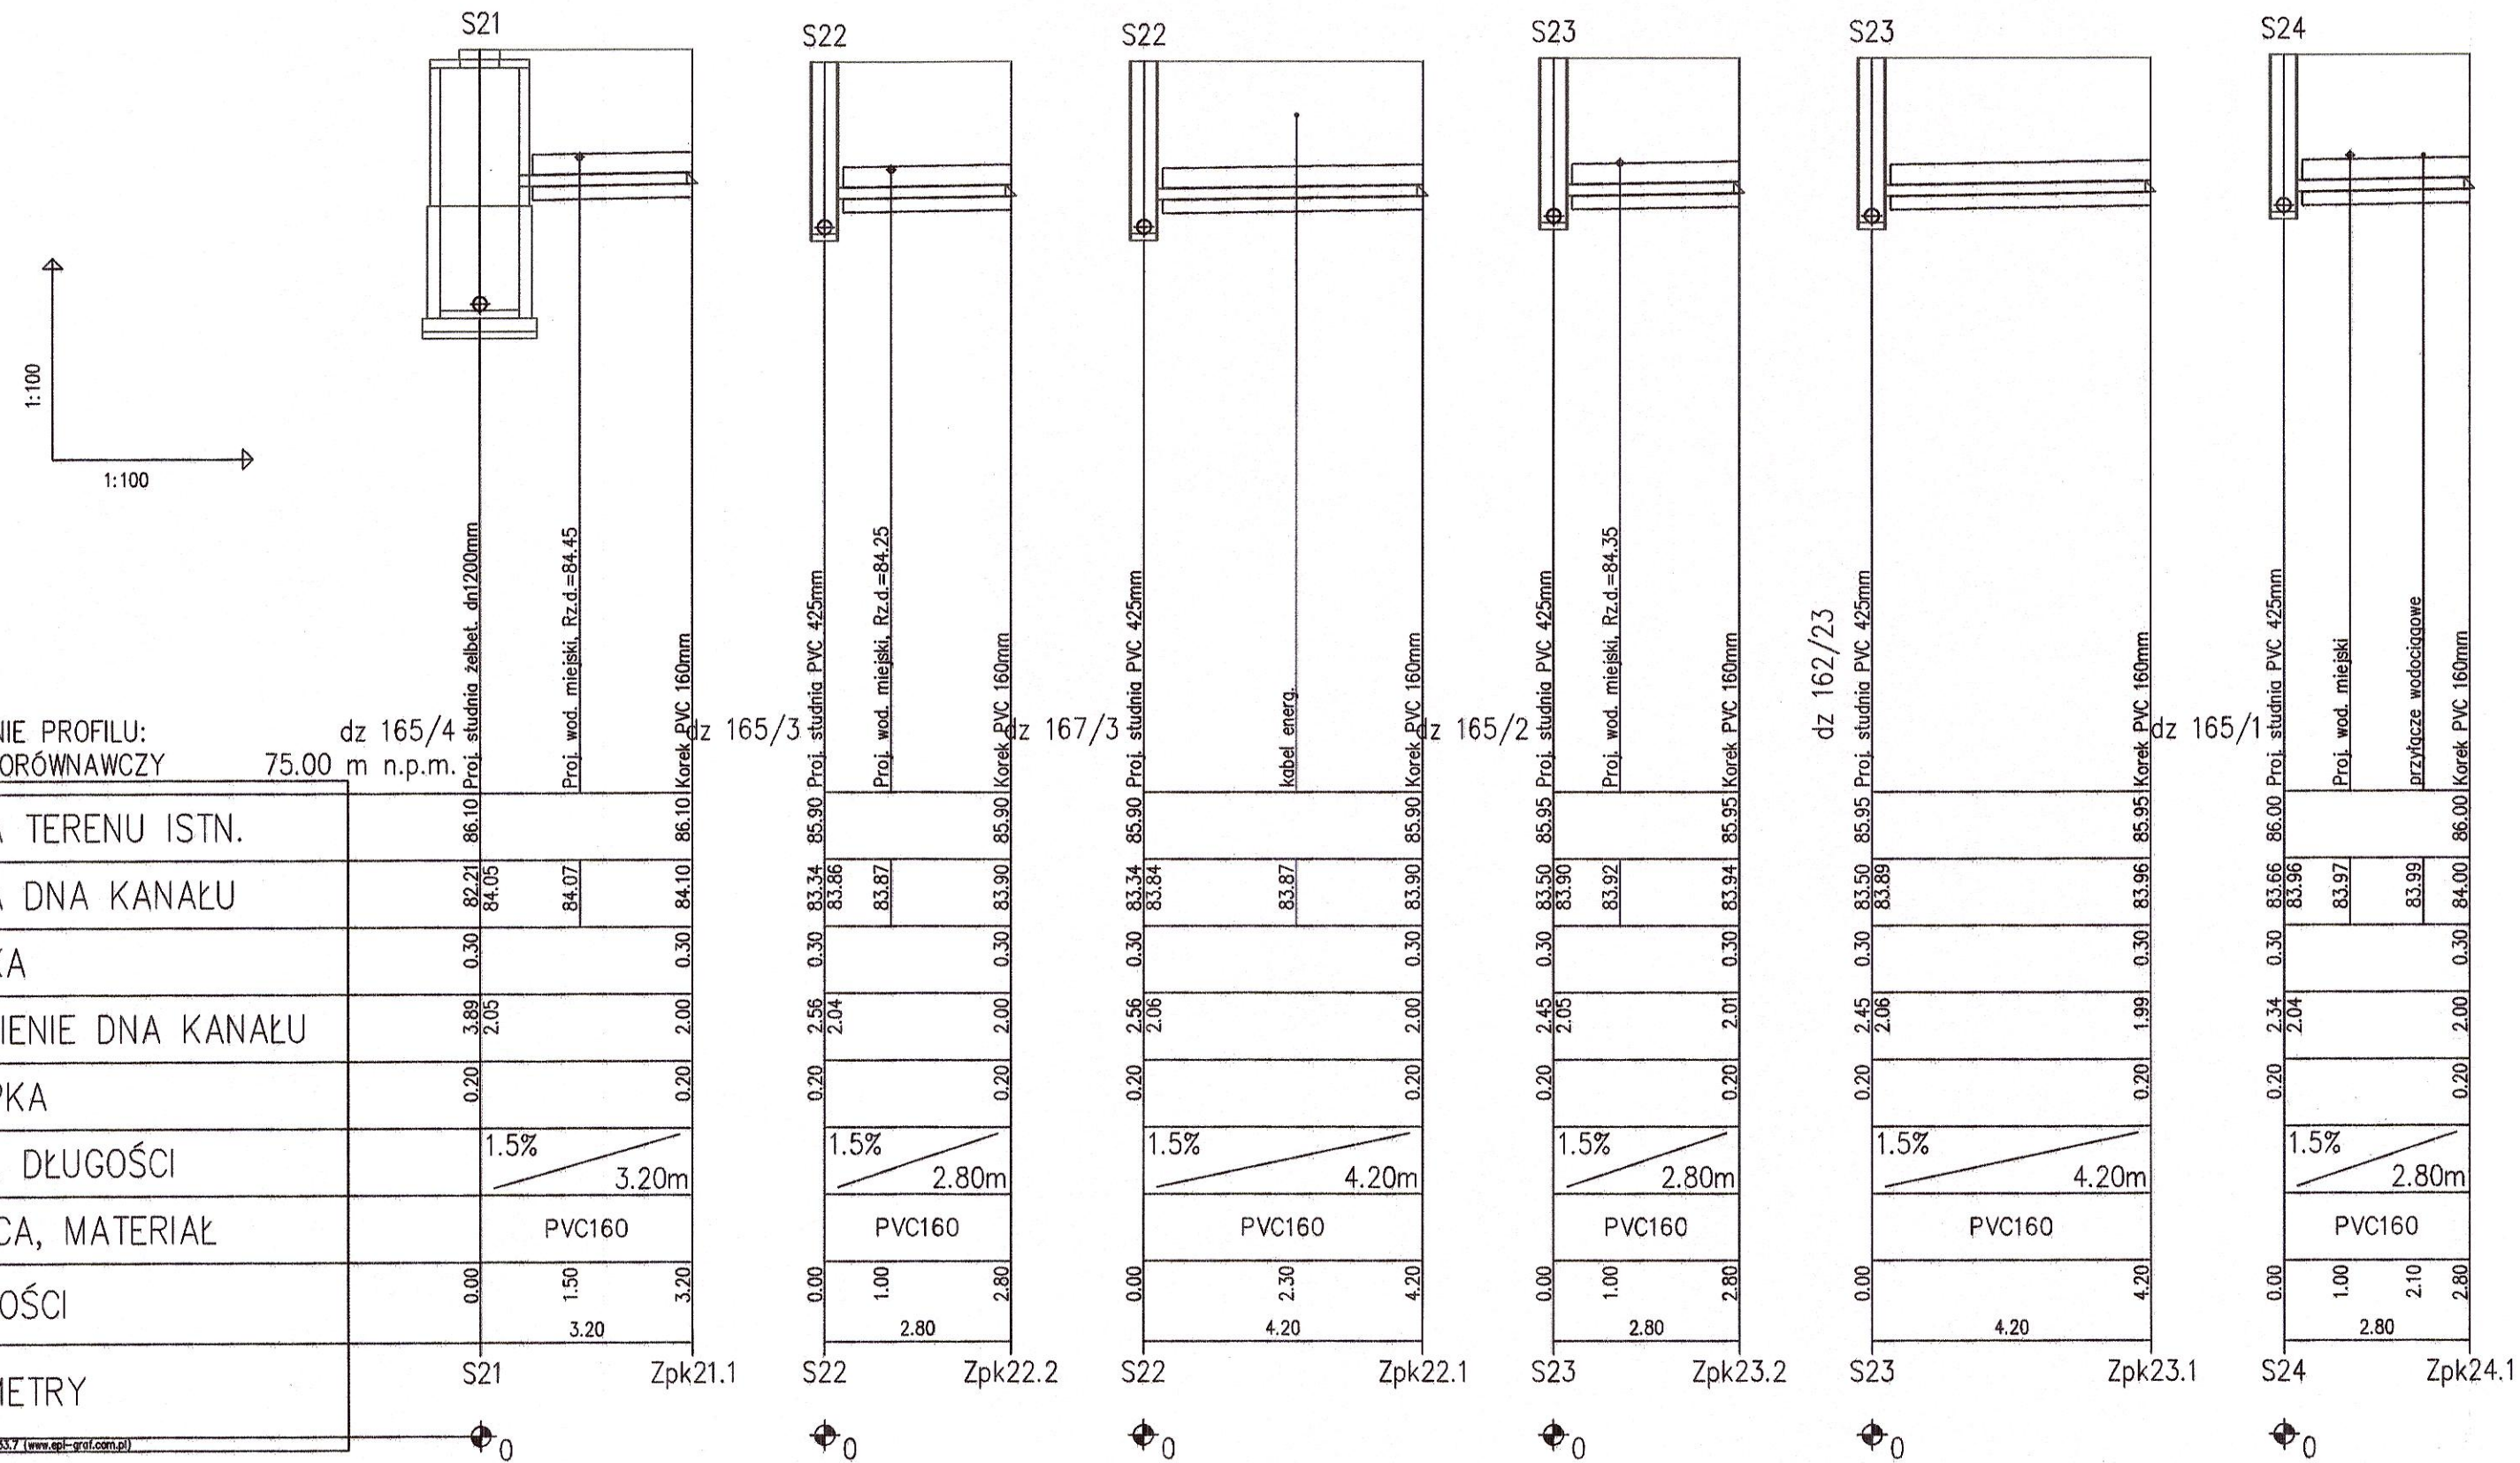 S21
S22
S22
S23
S23
S24
1:100
1:100
NIE PROFILU:
ORÓWNAWCZY
75.00 m n.p.m.
dz 165/4
dz 165/3
dz 167/3
dz 165/2
dz 162/23
dz 165/1
Proj. studnia żelbet. dn1200mm
Proj. wod. miejski, Rz.d.=84.45
Korek PVC 160mm
Proj. studnia PVC 425mm
Proj. wod. miejski, Rz.d.=84.25
Korek PVC 160mm
Proj. studnia PVC 425mm
kabel energ.
Korek PVC 160mm
Proj. studnia PVC 425mm
Proj. wod. miejski, Rz.d.=84.35
Korek PVC 160mm
Proj. studnia PVC 425mm
Korek PVC 160mm
Proj. studnia PVC 425mm
Proj. wod. miejski
przyłącze wodociągowe
Korek PVC 160mm
A TERENU ISTN.
86.10 86.10 85.90 85.90 85.90 85.90 85.95 85.95 85.95 85.95 86.00 86.00
A DNA KANAŁU
82.21 84.05 84.07 84.10 83.34 83.86 83.87 83.90 83.34 83.84 83.87 83.90 83.50 83.90 83.92 83.94 83.50 83.89 83.96 83.66 83.96 83.97 83.99 84.00
KA
0.30 0.30 0.30 0.30 0.30 0.30 0.30 0.30 0.30 0.30 0.30 0.30
IENIE DNA KANAŁU
3.89 2.05 2.00 2.56 2.04 2.00 2.56 2.06 2.00 2.45 2.05 2.01 2.45 2.06 1.99 2.34 2.04 2.00
PKA
0.20 0.20 0.20 0.20 0.20 0.20 0.20 0.20 0.20 0.20 0.20 0.20
DŁUGOŚCI
1.5% 3.20m 1.5% 2.80m 1.5% 4.20m 1.5% 2.80m 1.5% 4.20m 1.5% 2.80m
CA, MATERIAŁ
PVC160 PVC160 PVC160 PVC160 PVC160 PVC160
OŚCI
0.00 1.50 3.20 0.00 1.00 2.80 0.00 2.30 4.20 0.00 1.00 2.80 0.00 4.20 0.00 1.00 2.10 2.80
3.20 2.80 4.20 2.80 4.20 2.80
METRY
S21 Zpk21.1 S22 Zpk22.2 S22 Zpk22.1 S23 Zpk23.2 S23 Zpk23.1 S24 Zpk24.1
0 0 0 0 0 0
(www.epi-graf.com.pl)